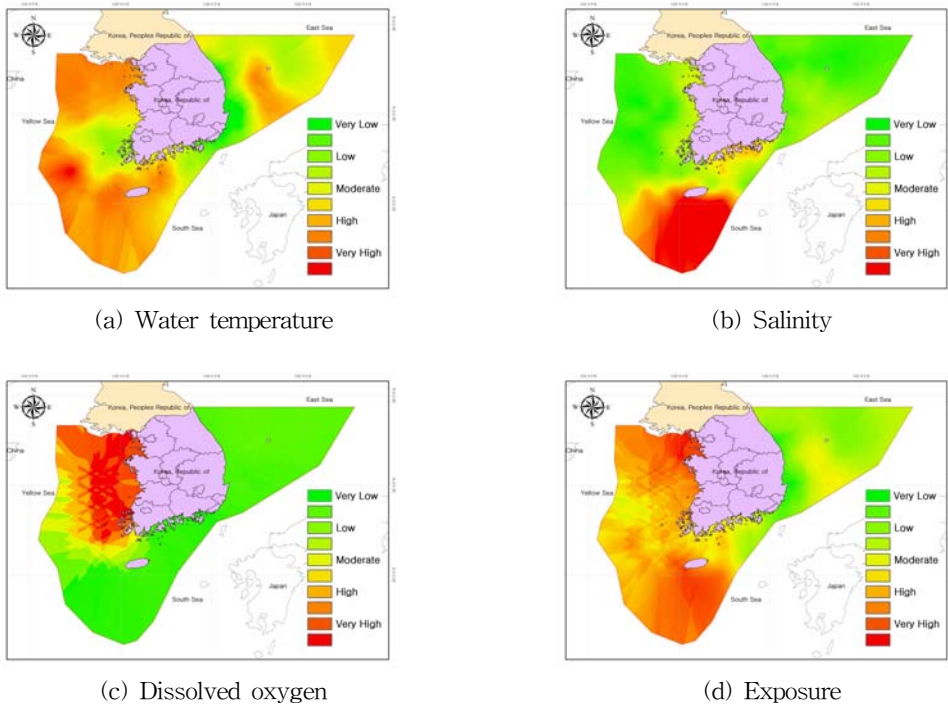 N
W E
S
East Sea
Korea, Peoples Republic of
China
Korea, Republic of
Yellow Sea
Japan
South Sea
Very Low
Low
Moderate
High
Very High
(a) Water temperature
N
W E
S
East Sea
Korea, Peoples Republic of
China
Korea, Republic of
Yellow Sea
Japan
South Sea
Very Low
Low
Moderate
High
Very High
(b) Salinity
N
W E
S
East Sea
Korea, Peoples Republic of
China
Korea, Republic of
Yellow Sea
Japan
South Sea
Very Low
Low
Moderate
High
Very High
(c) Dissolved oxygen
N
W E
S
East Sea
Korea, Peoples Republic of
China
Korea, Republic of
Yellow Sea
Japan
South Sea
Very Low
Low
Moderate
High
Very High
(d) Exposure